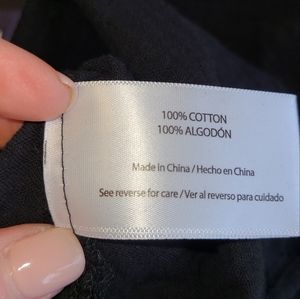 100% COTTON
100% ALGODÓN
Made in China / Hecho en China
See reverse for care / Ver al reverso para cuidado